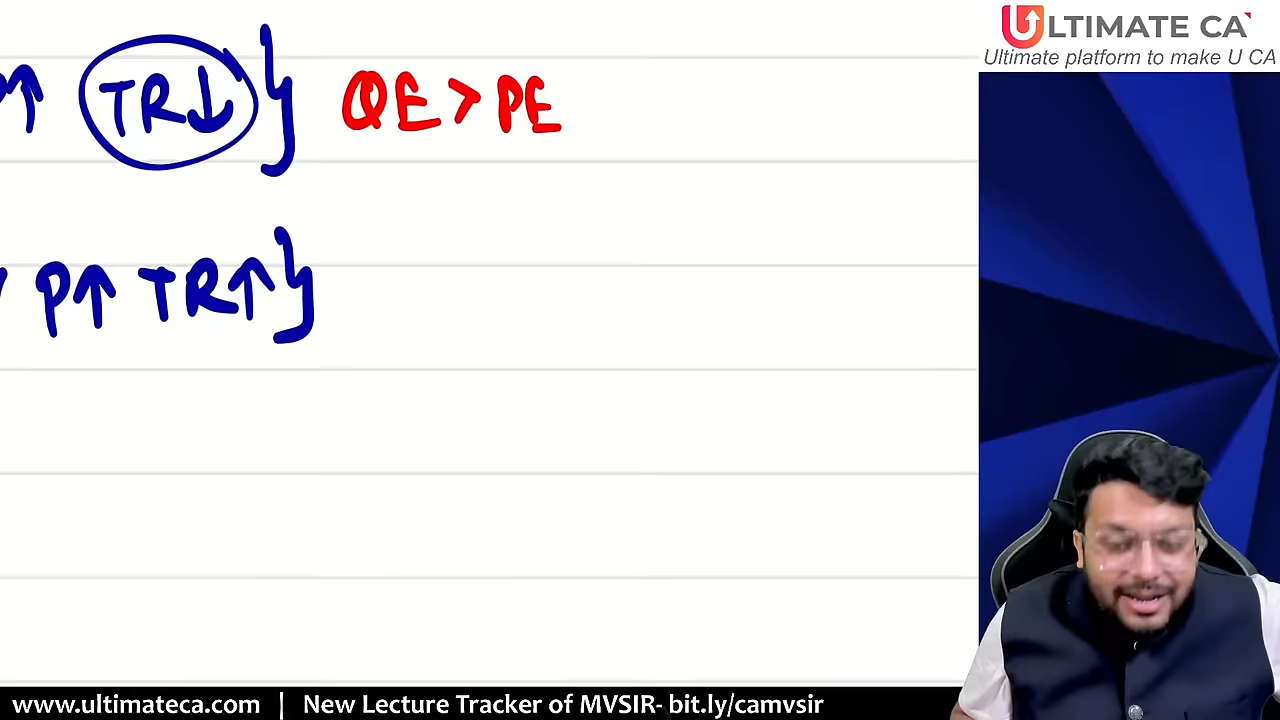 ULTIMATE CA
Ultimate platform to make U CA
P↑ TR↓} QE > PE
P↑ TR↑}
www.ultimateca.com | New Lecture Tracker of MVSIR- bit.ly/camvsir